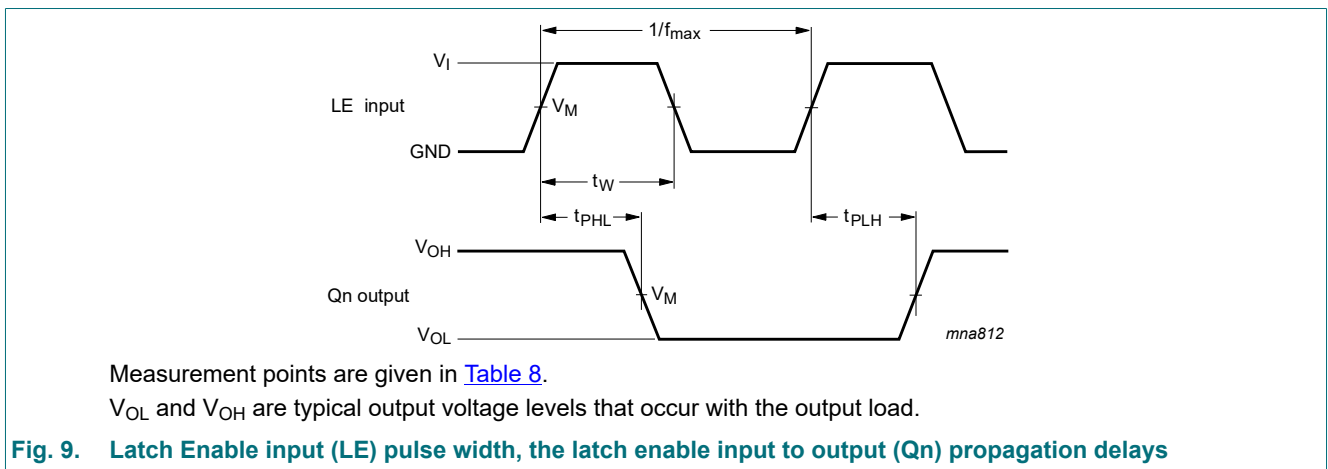 1/fmax
VI
LE input
VM
GND
tW
tPHL
tPLH
VOH
Qn output
VM
VOL
mna812
Measurement points are given in Table 8.
VOL and VOH are typical output voltage levels that occur with the output load.
Fig. 9. Latch Enable input (LE) pulse width, the latch enable input to output (Qn) propagation delays